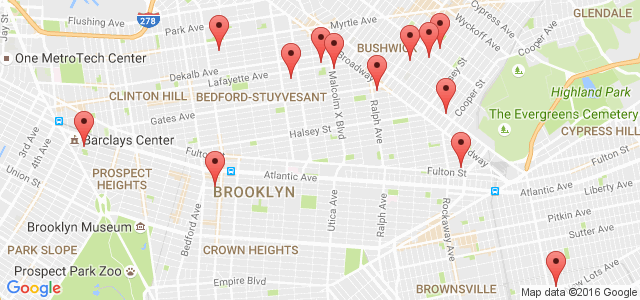 Jay St
Flushing Ave
278
Park Ave
Myrtle Ave
Cypress Ave
Wyckoff Ave
GLENDALE
BUSHWICK
Cooper Ave
One MetroTech Center
Dekalb Ave
Lafayette Ave
Broadway
Cooper St
Highland Park
CLINTON HILL
BEDFORD-STUYVESANT
Malcolm X Blvd
Ralph Ave
Gates Ave
The Evergreens Cemetery
CYPRESS HILL
3rd Ave
4th Ave
Barclays Center
Halsey St
Fulton St
Union St
PROSPECT
HEIGHTS
Atlantic Ave
Fulton St
Atlantic Ave
Liberty Ave
BROOKLYN
Bedford Ave
Utica Ave
Ralph Ave
Rockaway Ave
Pitkin Ave
Sutter Ave
Brooklyn Museum
PARK SLOPE
CROWN HEIGHTS
Prospect Park Zoo
Empire Blvd
BROWNSVILLE
Lots Ave
Google
Map data ©2016 Google